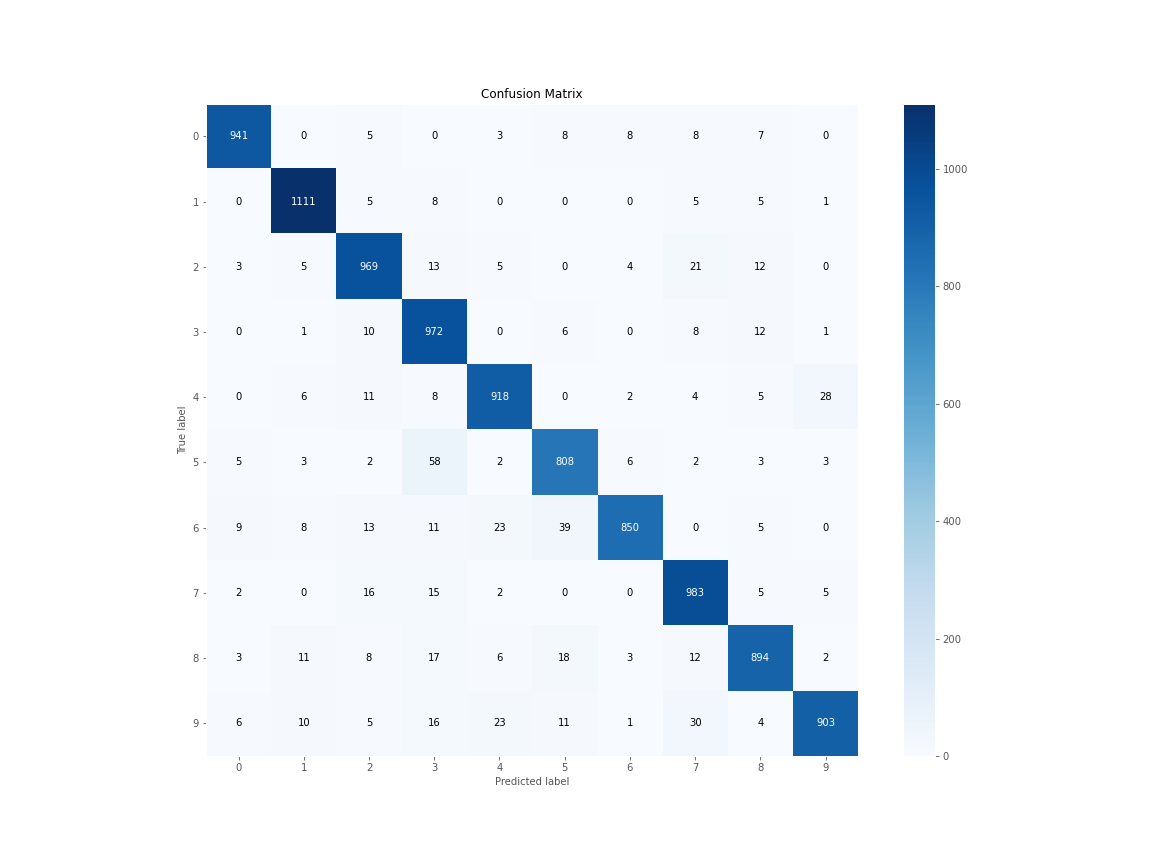 Confusion Matrix
0 941 0 5 0 3 8 8 8 7 0
1 0 1111 5 8 0 0 0 5 5 1
2 3 5 969 13 5 0 4 21 12 0
3 0 1 10 972 0 6 0 8 12 1
4 0 6 11 8 918 0 2 4 5 28
5 5 3 2 58 2 808 6 2 3 3
6 9 8 13 11 23 39 850 0 5 0
7 2 0 16 15 2 0 0 983 5 5
8 3 11 8 17 6 18 3 12 894 2
9 6 10 5 16 23 11 1 30 4 903
0 1 2 3 4 5 6 7 8 9
Predicted label
True label
1000
800
600
400
200
0